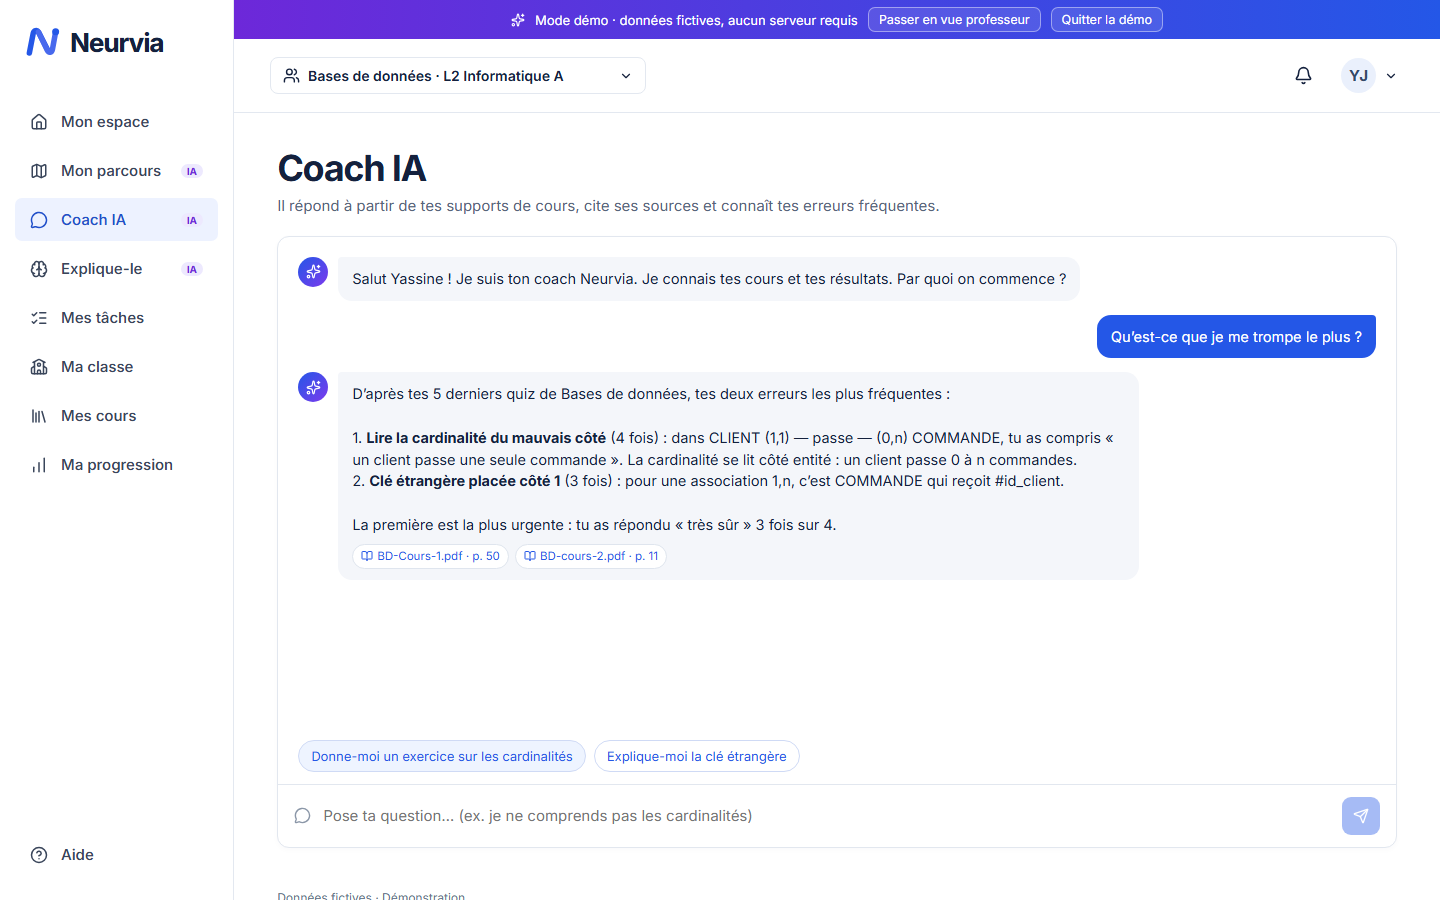 Neurvia
Mode démo · données fictives, aucun serveur requis
Passer en vue professeur
Quitter la démo
Bases de données · L2 Informatique A
YJ
Mon espace
Mon parcours IA
Coach IA IA
Explique-le IA
Mes tâches
Ma classe
Mes cours
Ma progression
Aide
Coach IA
Il répond à partir de tes supports de cours, cite ses sources et connaît tes erreurs fréquentes.
Salut Yassine ! Je suis ton coach Neurvia. Je connais tes cours et tes résultats. Par quoi on commence ?
Qu’est-ce que je me trompe le plus ?
D’après tes 5 derniers quiz de Bases de données, tes deux erreurs les plus fréquentes :
1. Lire la cardinalité du mauvais côté (4 fois) : dans CLIENT (1,1) — passe — (0,n) COMMANDE, tu as compris «
un client passe une seule commande ». La cardinalité se lit côté entité : un client passe 0 à n commandes.
2. Clé étrangère placée côté 1 (3 fois) : pour une association 1,n, c’est COMMANDE qui reçoit #id_client.
La première est la plus urgente : tu as répondu « très sûr » 3 fois sur 4.
BD-Cours-1.pdf · p. 50
BD-cours-2.pdf · p. 11
Donne-moi un exercice sur les cardinalités
Explique-moi la clé étrangère
Pose ta question... (ex. je ne comprends pas les cardinalités)
Données fictives · Démonstration